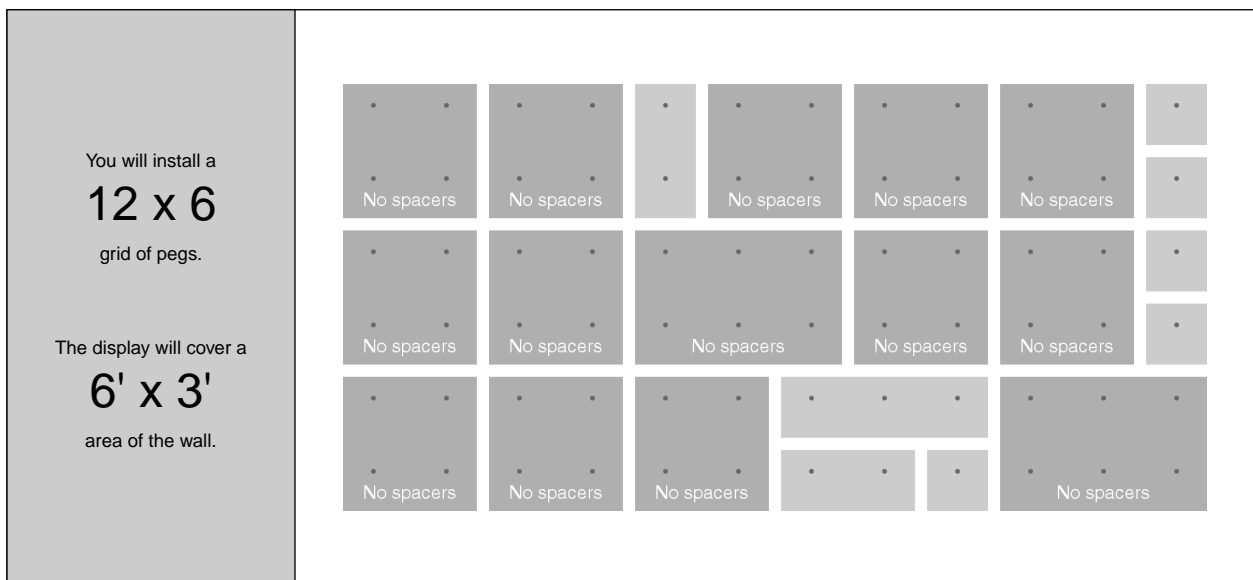 You will install a
12 x 6
grid of pegs.
The display will cover a
6' x 3'
area of the wall.
No spacers
No spacers
No spacers
No spacers
No spacers
No spacers
No spacers
No spacers
No spacers
No spacers
No spacers
No spacers
No spacers
No spacers